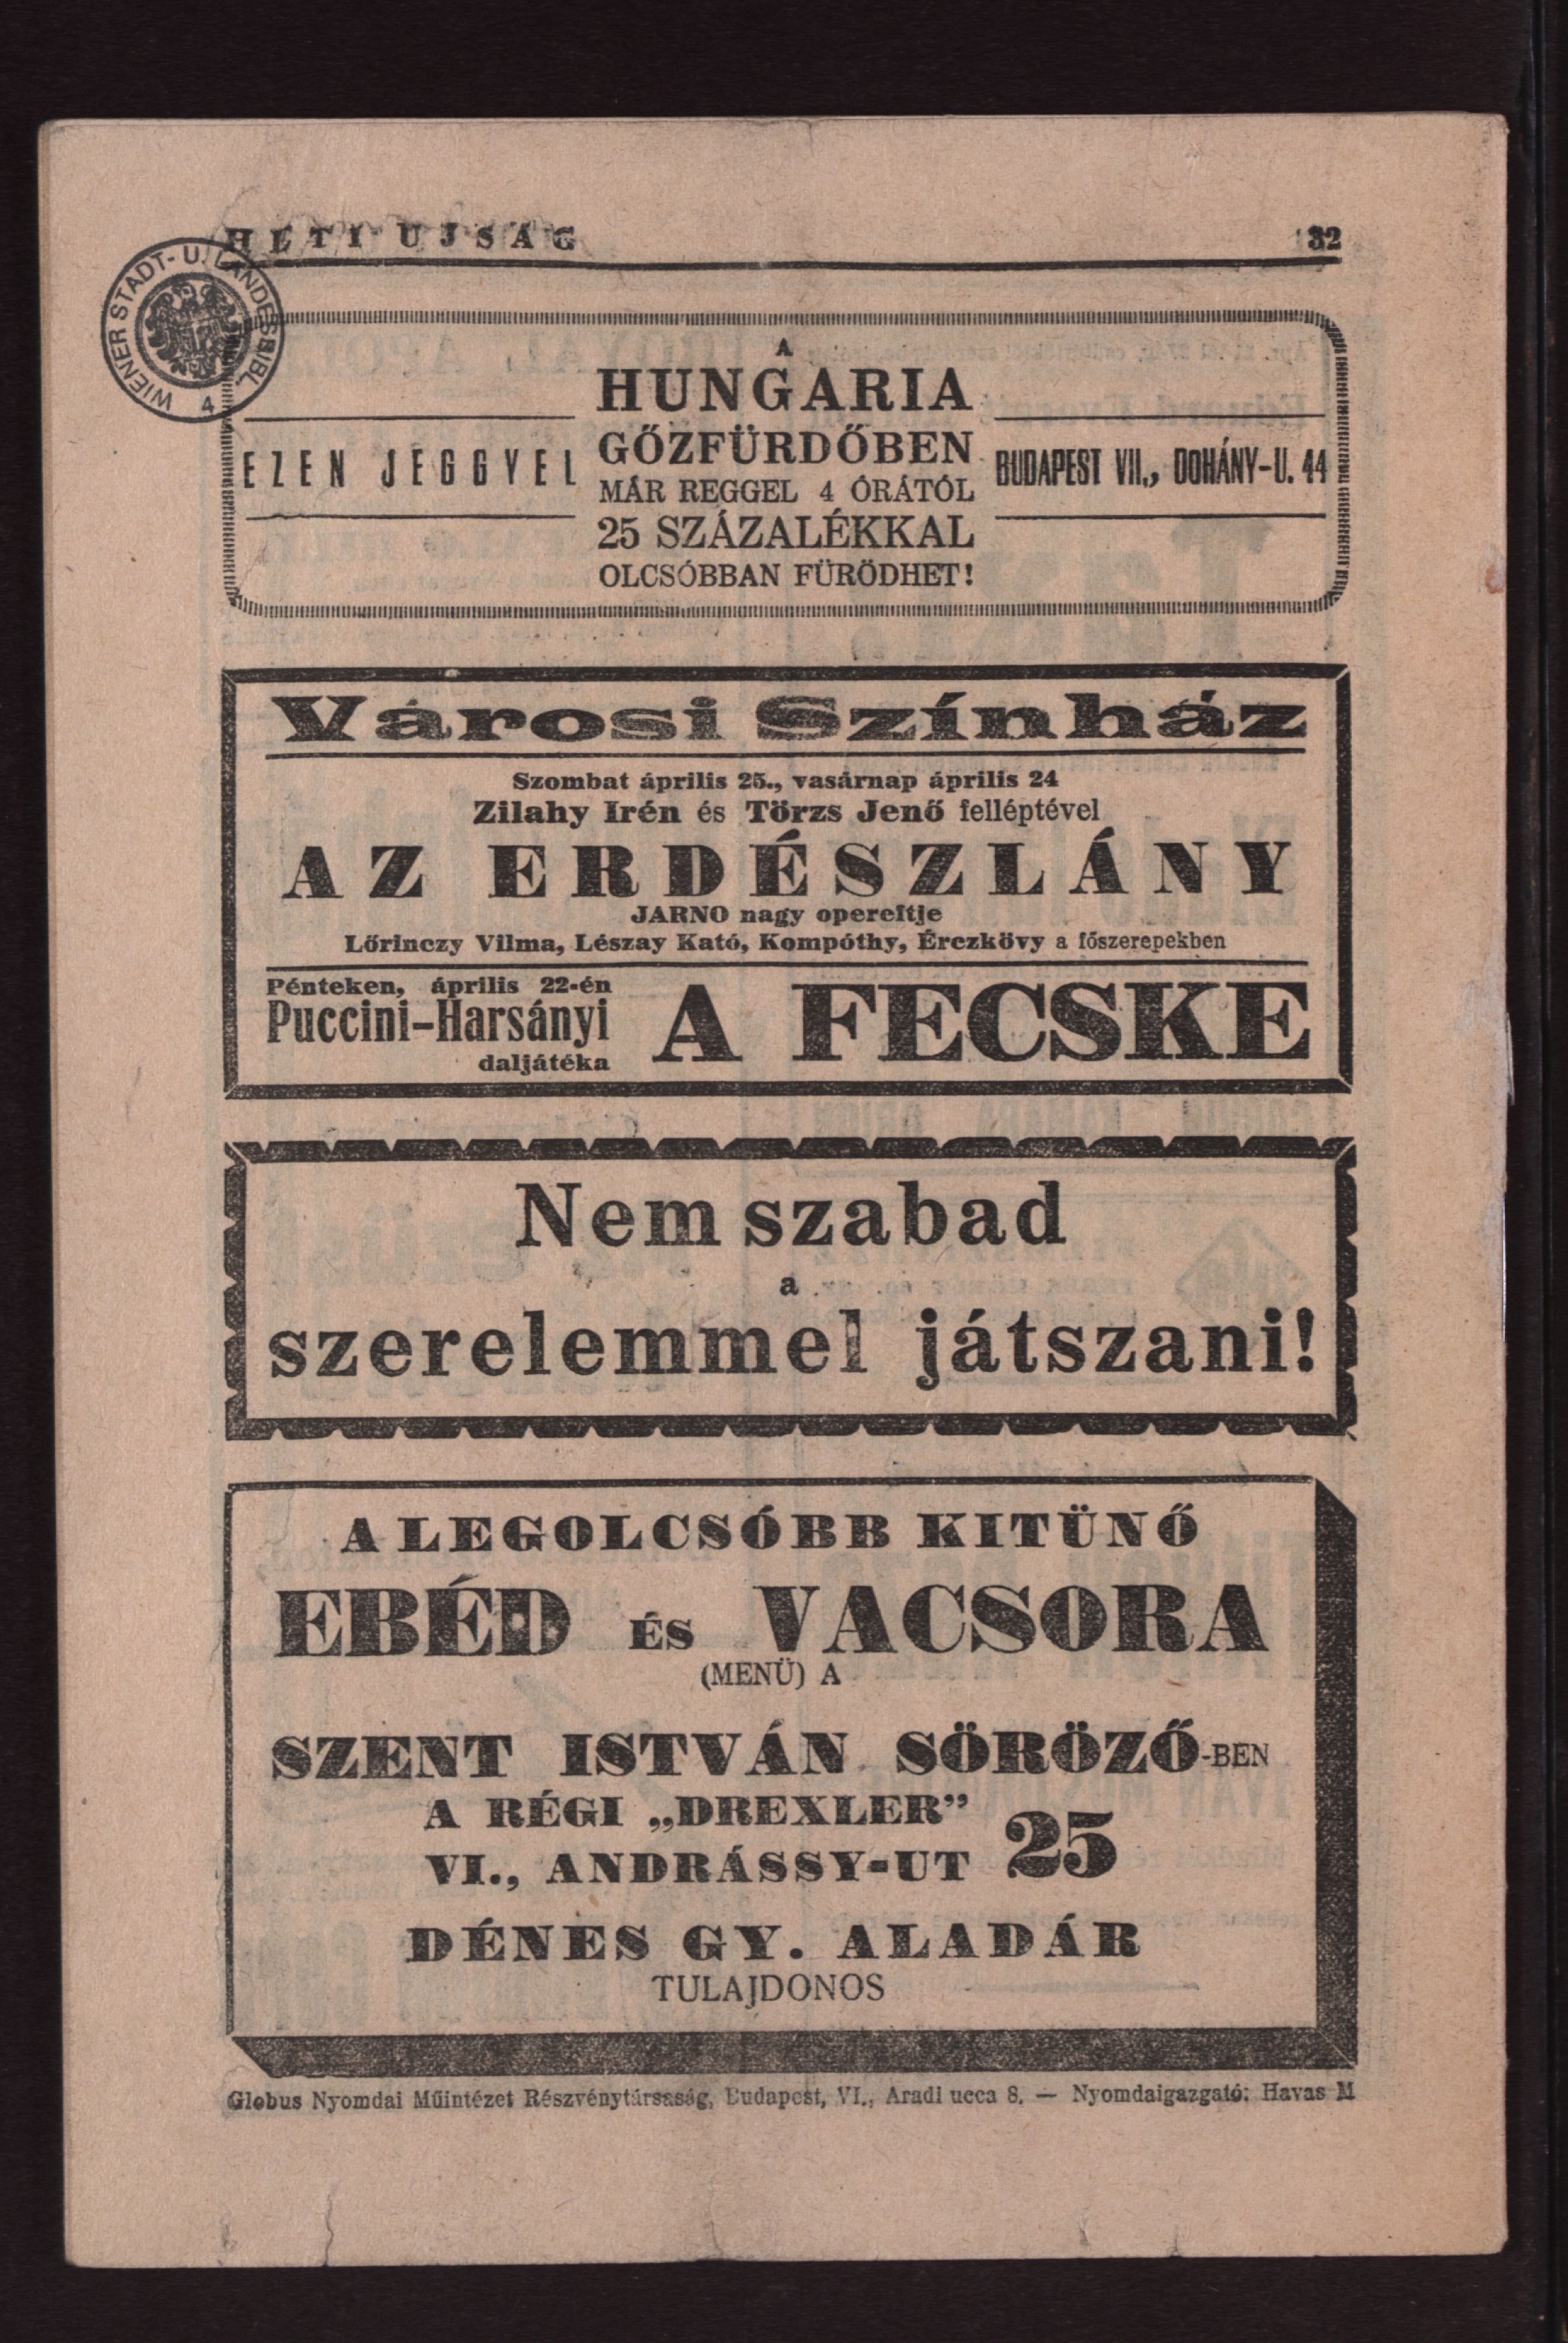 HETI UJSÁG 32
WIENER STADT- U. LANDESBIBL. 4
A
HUNGARIA
EZEN JEGGYEL GŐZFÜRDŐBEN BUDAPEST VII., DOHÁNY-U. 44
MÁR REGGEL 4 ÓRÁTÓL
25 SZÁZALÉKKAL
OLCSÓBBAN FÜRÖDHET!
Városi Színház
Szombat április 25., vasárnap április 24
Zilahy Irén és Törzs Jenő felléptével
AZ ERDÉSZLÁNY
JARNO nagy operettje
Lőrinczy Vilma, Lészay Kató, Kompóthy, Érczkövy a főszerepekben
Pénteken, április 22-én
Puccini-Harsányi
daljátéka
A FECSKE
Nem szabad
a
szerelemmel játszani!
A LEGOLCSÓBB KITÜNŐ
EBÉD ÉS VACSORA
(MENÜ) A
SZENT ISTVÁN SÖRÖZŐ-BEN
A RÉGI „DREXLER”
VI., ANDRÁSSY-UT 25
DÉNES GY. ALADÁR
TULAJDONOS
Globus Nyomdai Műintézet Részvénytársaság, Budapest, VI., Aradi ucca 8. — Nyomdaigazgató: Havas M